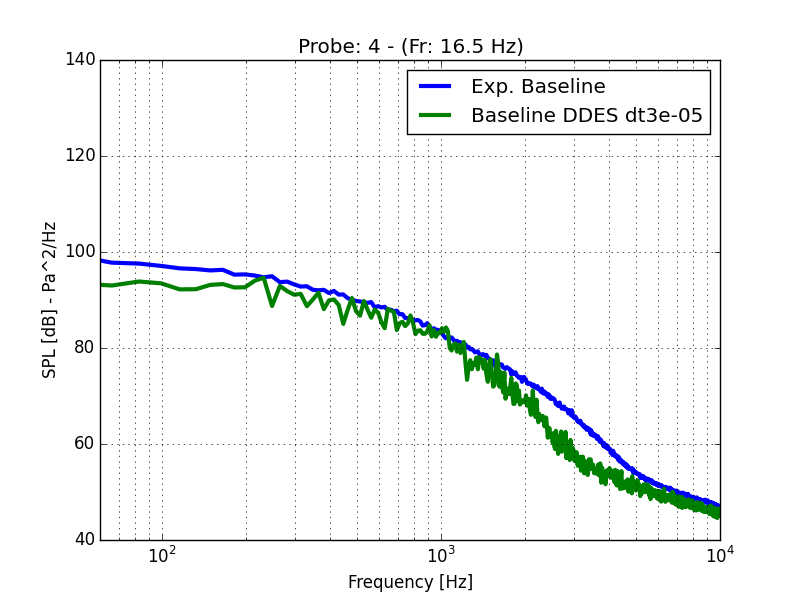 Probe: 4 - (Fr: 16.5 Hz)
Exp. Baseline
Baseline DDES dt3e-05
140
120
100
80
60
40
SPL [dB] - Pa^2/Hz
10^2
10^3
10^4
Frequency [Hz]